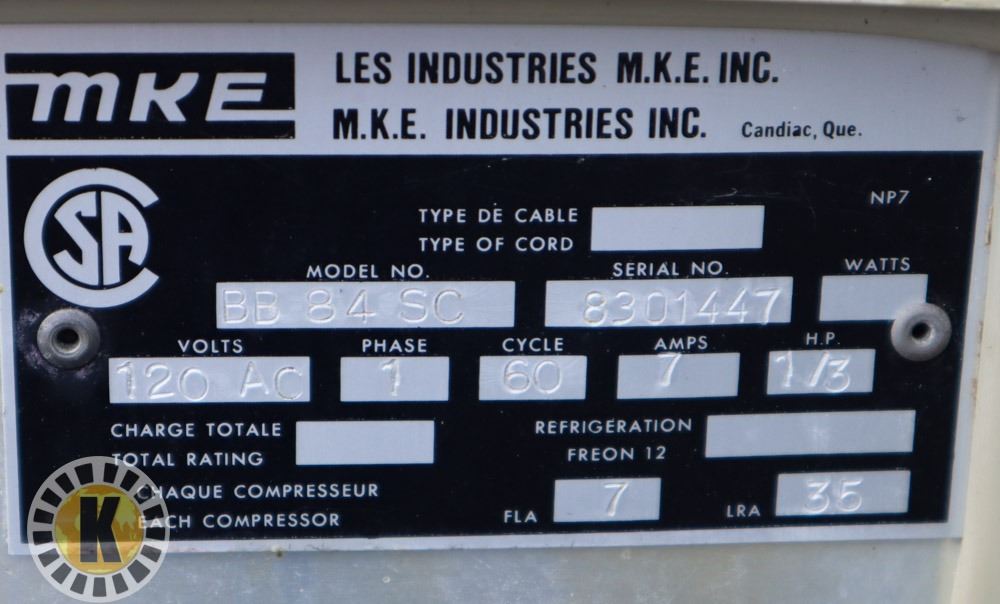 MKE
LES INDUSTRIES M.K.E. INC.
M.K.E. INDUSTRIES INC. Candiac, Que.
CSA
NP7
TYPE DE CABLE
TYPE OF CORD
MODEL NO. SERIAL NO. WATTS
BB 84 SC 8301447
VOLTS PHASE CYCLE AMPS H.P.
120 AC 1 60 7 1/3
CHARGE TOTALE
TOTAL RATING
REFRIGERATION
FREON 12
CHAQUE COMPRESSEUR
EACH COMPRESSOR
FLA 7 LRA 35
K